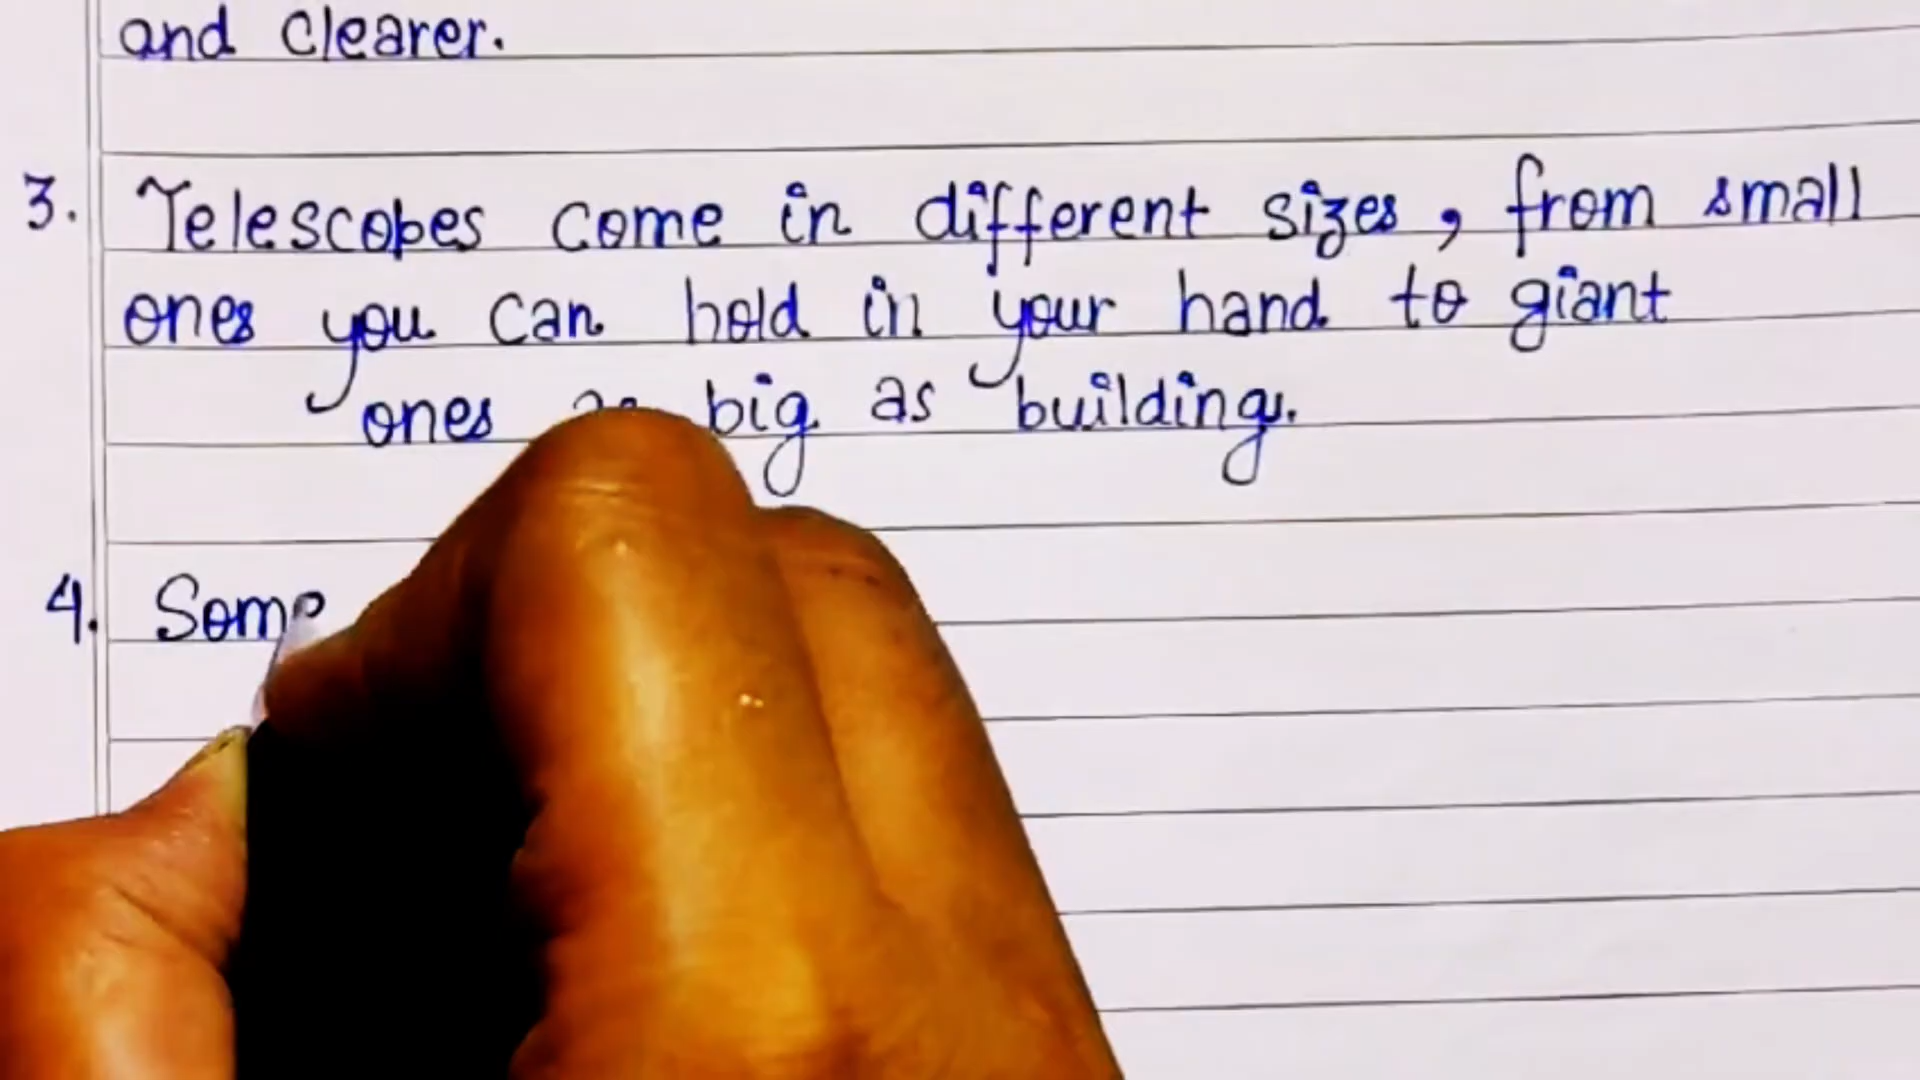 and clearer.
3. Telescopes come in different sizes, from small
ones you can hold in your hand to giant
ones as big as building.
4. Some